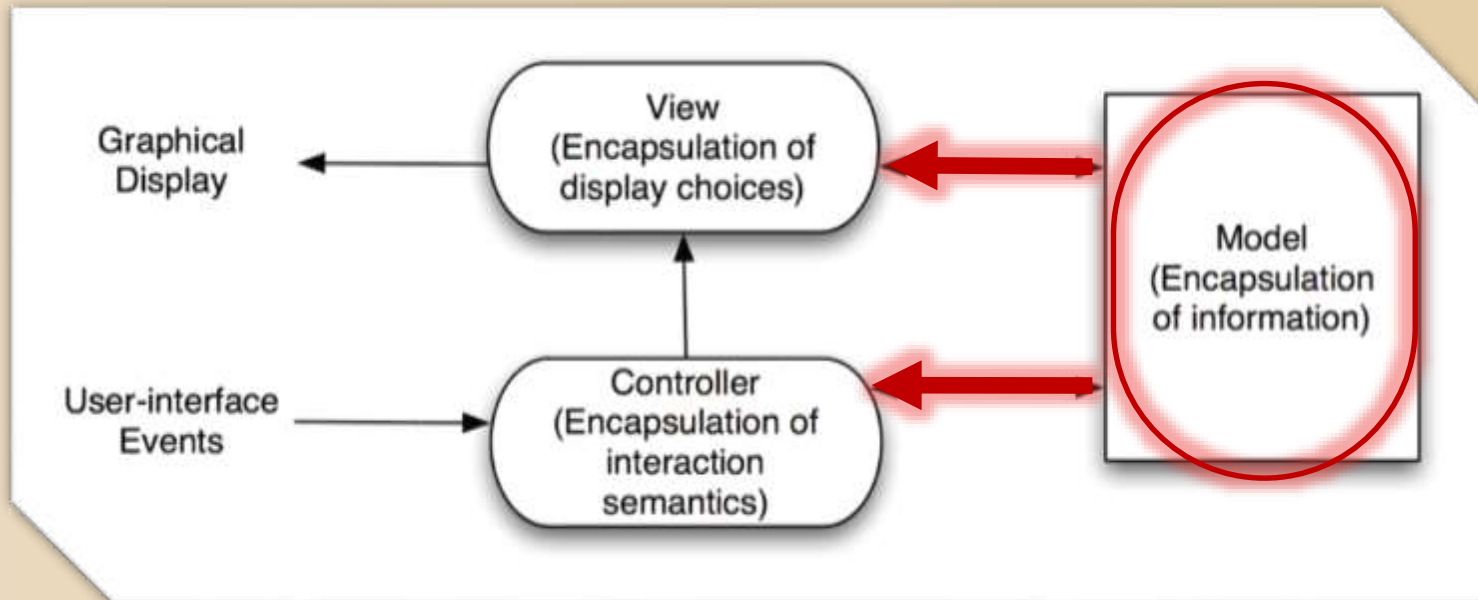 Graphical
Display
View
(Encapsulation of
display choices)
Model
(Encapsulation
of information)
User-interface
Events
Controller
(Encapsulation of
interaction
semantics)